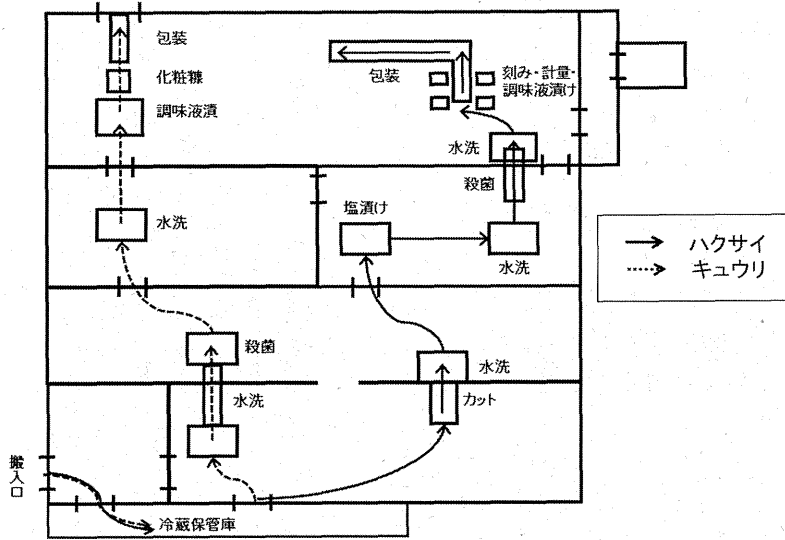 包装
化粧糠
調味液漬
包装
刻み・計量・
調味液漬け
水洗
殺菌
水洗
塩漬け
水洗
ハクサイ
キュウリ
殺菌
水洗
水洗
カット
搬入口
冷蔵保管庫